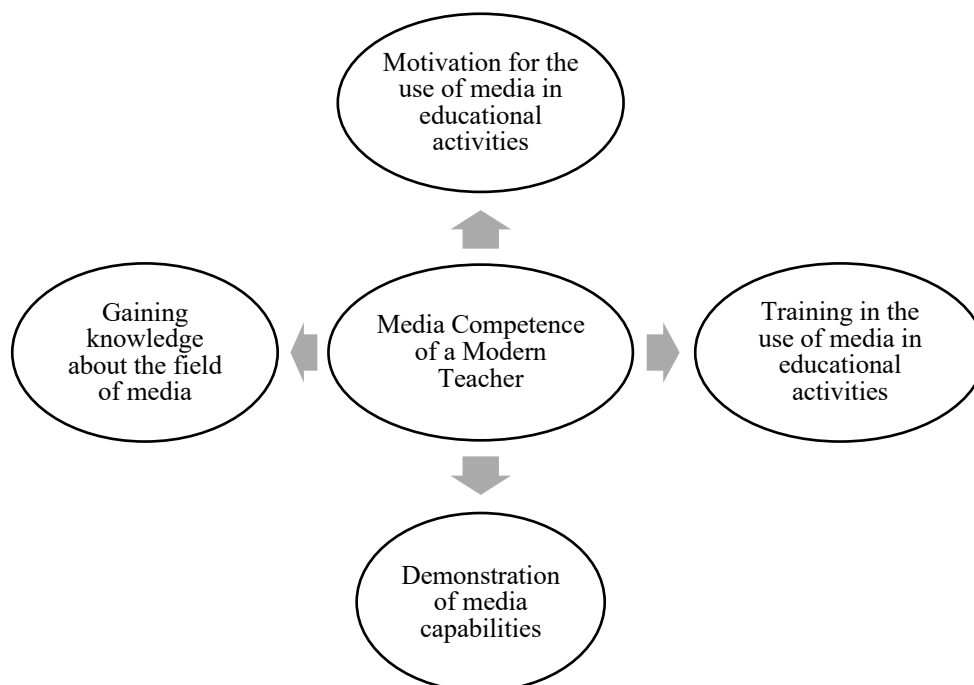 Motivation for the
use of media in
educational
activities
Gaining
knowledge
about the field
of media
Media Competence
of a Modern
Teacher
Training in the
use of media in
educational
activities
Demonstration
of media
capabilities